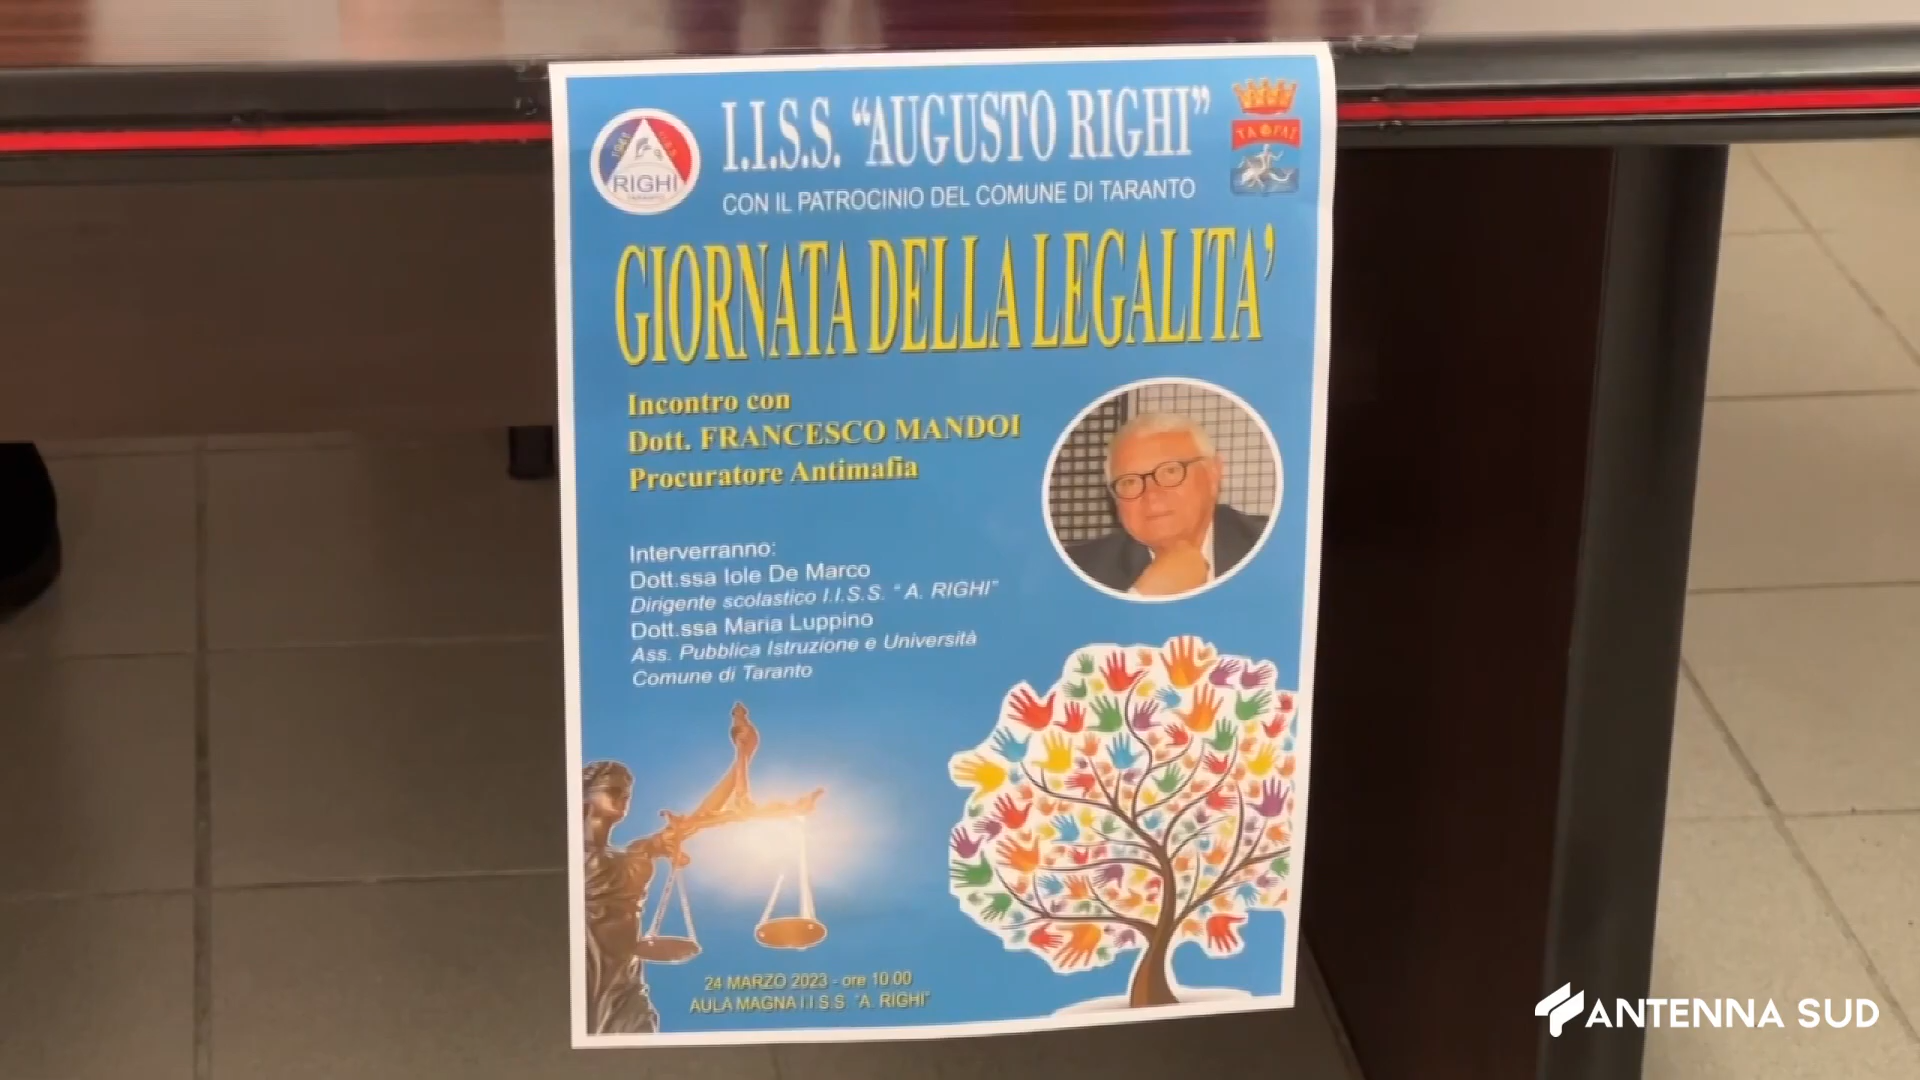 I.I.S.S. “AUGUSTO RIGHI”
RIGHI
CON IL PATROCINIO DEL COMUNE DI TARANTO
GIORNATA DELLA LEGALITA’
Incontro con
Dott. FRANCESCO MANDOI
Procuratore Antimafia
Interverranno:
Dott.ssa Iole De Marco
Dirigente scolastico I.I.S.S. “ A. RIGHI”
Dott.ssa Maria Luppino
Ass. Pubblica Istruzione e Università
Comune di Taranto
24 MARZO 2023 - ore 10.00
AULA MAGNA I.I.S.S. “A. RIGHI”
ANTENNA SUD